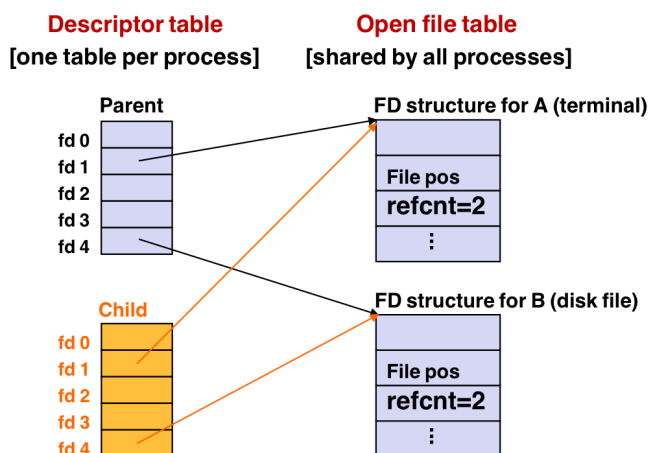 Descriptor table
[one table per process]
Open file table
[shared by all processes]
Parent
fd 0
fd 1
fd 2
fd 3
fd 4
FD structure for A (terminal)
File pos
refcnt=2
⋮
Child
fd 0
fd 1
fd 2
fd 3
fd 4
FD structure for B (disk file)
File pos
refcnt=2
⋮